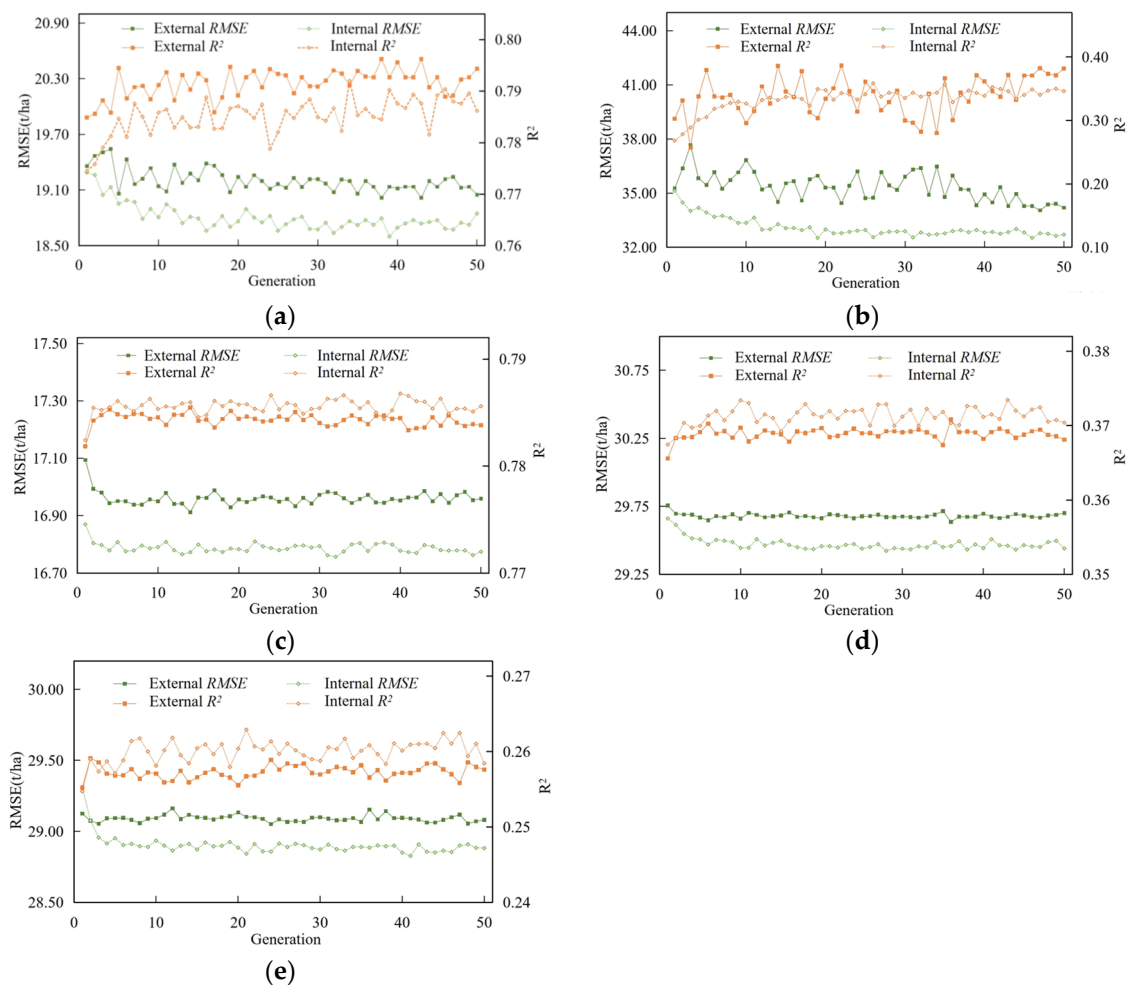 External RMSE
Internal RMSE
External R²
Internal R²
RMSE(t/ha)
20.90
20.30
19.70
19.10
18.50
R²
0.80
0.79
0.78
0.77
0.76
0 10 20 30 40 50
Generation
(a)
External RMSE
Internal RMSE
External R²
Internal R²
RMSE(t/ha)
44.00
41.00
38.00
35.00
32.00
R²
0.40
0.30
0.20
0.10
0 10 20 30 40 50
Generation
(b)
External RMSE
Internal RMSE
External R²
Internal R²
RMSE(t/ha)
17.50
17.30
17.10
16.90
16.70
R²
0.79
0.78
0.77
0 10 20 30 40 50
Generation
(c)
External RMSE
Internal RMSE
External R²
Internal R²
RMSE(t/ha)
30.75
30.25
29.75
29.25
R²
0.38
0.37
0.36
0.35
0 10 20 30 40 50
Generation
(d)
External RMSE
Internal RMSE
External R²
Internal R²
RMSE(t/ha)
30.00
29.50
29.00
28.50
R²
0.27
0.26
0.25
0.24
0 10 20 30 40 50
Generation
(e)